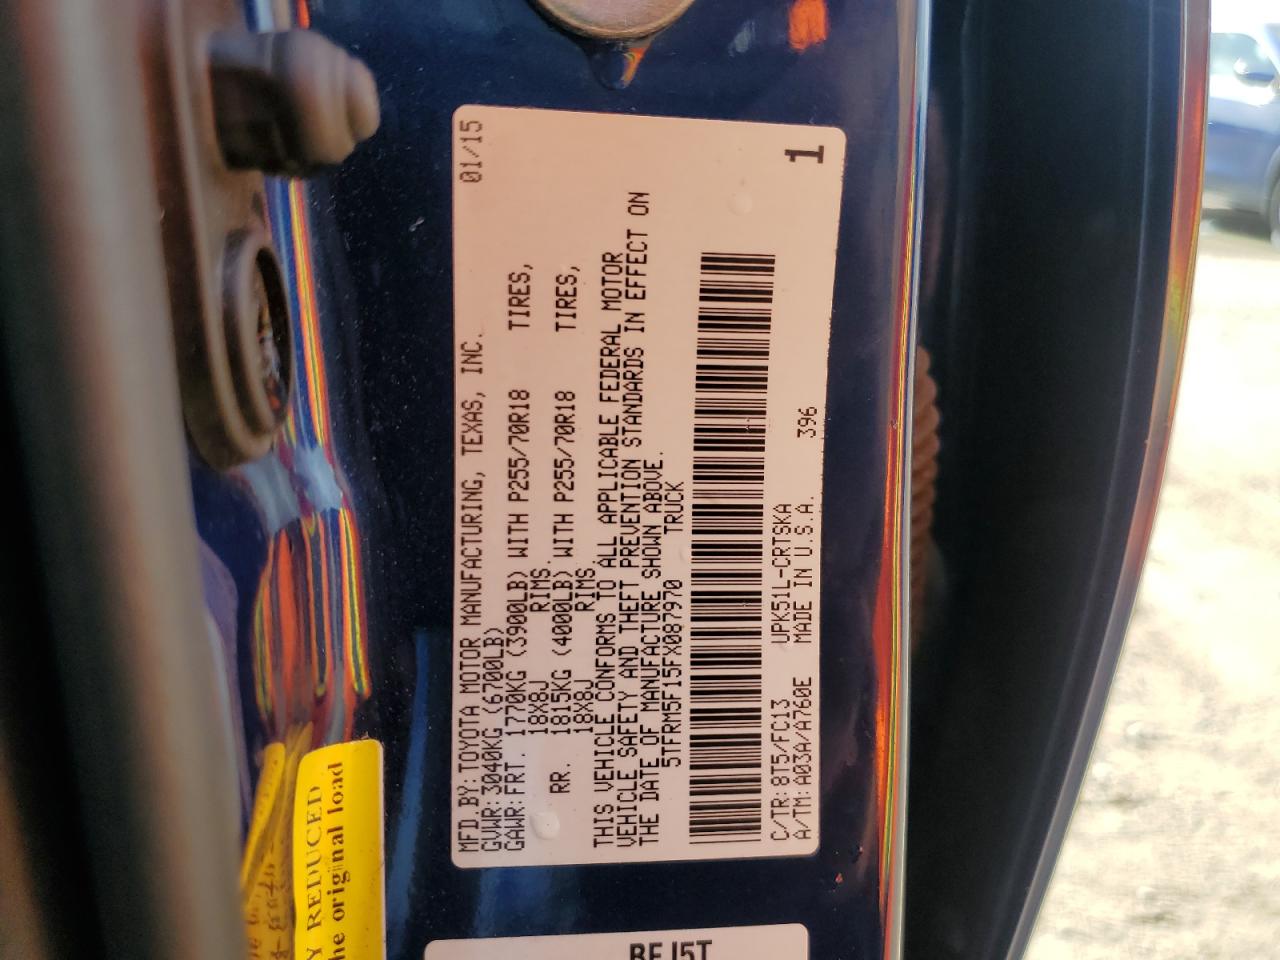 MFD.BY:TOYOTA MOTOR MANUFACTURING, TEXAS, INC. 01/15
GVWR:3040KG (6700LB)
GAWR:FRT. 1770KG (3900LB) WITH P255/70R18 TIRES,
18X8J RIMS.
RR. 1815KG (4000LB) WITH P255/70R18 TIRES,
18X8J RIMS
THIS VEHICLE CONFORMS TO ALL APPLICABLE FEDERAL MOTOR
VEHICLE SAFETY AND THEFT PREVENTION STANDARDS IN EFFECT ON
THE DATE OF MANUFACTURE SHOWN ABOVE.
5TFRM5F15FX087970 TRUCK
C/TR:8T5/FC13 UPK51L-CRTSKA
A/TM:A03A/A760E MADE IN U.S.A. 396
1
Y REDUCED
he original load